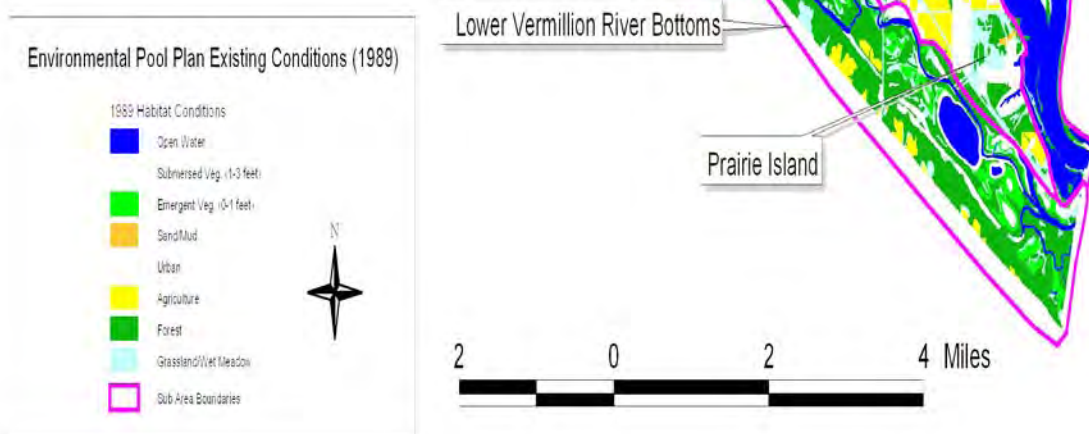 Environmental Pool Plan Existing Conditions (1989)
1989 Habitat Conditions
Open Water
Submersed Veg. (1-3 feet)
Emergent Veg. (0-1 feet)
Sand/Mud
Urban
Agriculture
Forest
Grassland/Wet Meadow
Sub Area Boundaries
N
Lower Vermillion River Bottoms
Prairie Island
2 0 2 4 Miles